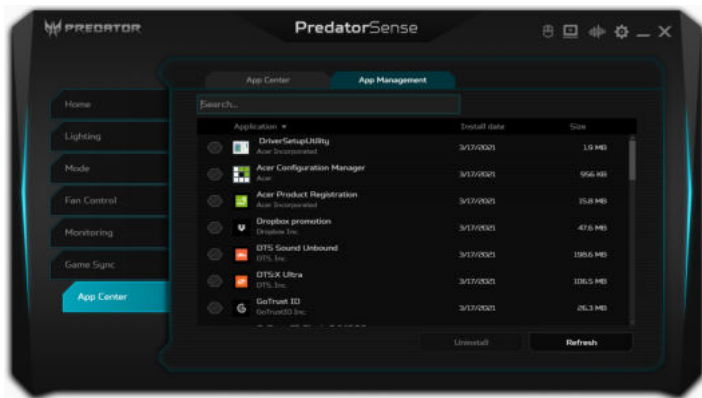 PREDATOR
PredatorSense
App Center
App Management
Home
Lighting
Mode
Fan Control
Monitoring
Game Sync
App Center
Search...
Application
Install date
Size
DriverSetupUtility
Acer Incorporated
3/17/2021
1.9 MB
Acer Configuration Manager
Acer
3/17/2021
956 KB
Acer Product Registration
Acer Incorporated
3/17/2021
15.8 MB
Dropbox promotion
Dropbox Inc.
3/17/2021
47.6 MB
DTS Sound Unbound
DTS, Inc.
3/17/2021
198.6 MB
DTS:X Ultra
DTS, Inc.
3/17/2021
106.5 MB
GoTrust ID
GoTrustID Inc.
3/17/2021
26.3 MB
Uninstall
Refresh